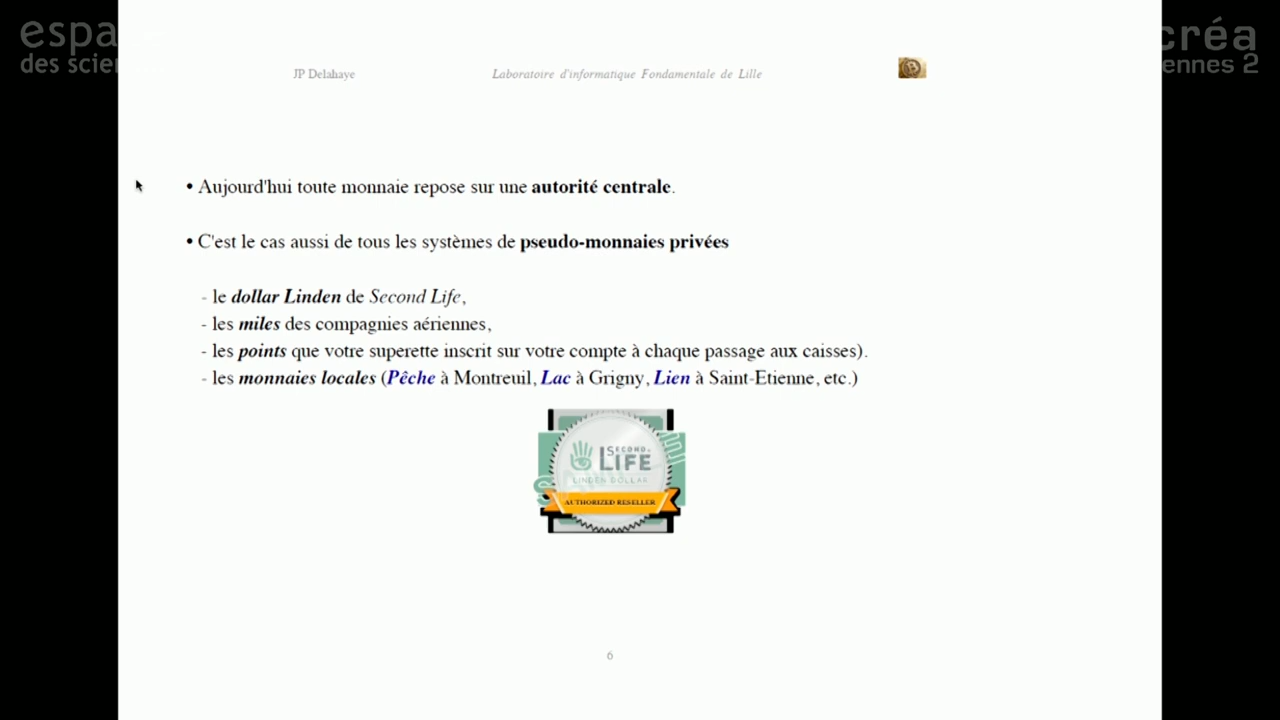 espa
des scien
créa
ennes 2
JP Delahaye
Laboratoire d'informatique Fondamentale de Lille
• Aujourd'hui toute monnaie repose sur une autorité centrale.
• C'est le cas aussi de tous les systèmes de pseudo-monnaies privées
- le dollar Linden de Second Life,
- les miles des compagnies aériennes,
- les points que votre superette inscrit sur votre compte à chaque passage aux caisses).
- les monnaies locales (Pêche à Montreuil, Lac à Grigny, Lien à Saint-Etienne, etc.)
SECOND
LIFE
LINDEN DOLLAR
AUTHORIZED RESELLER
6